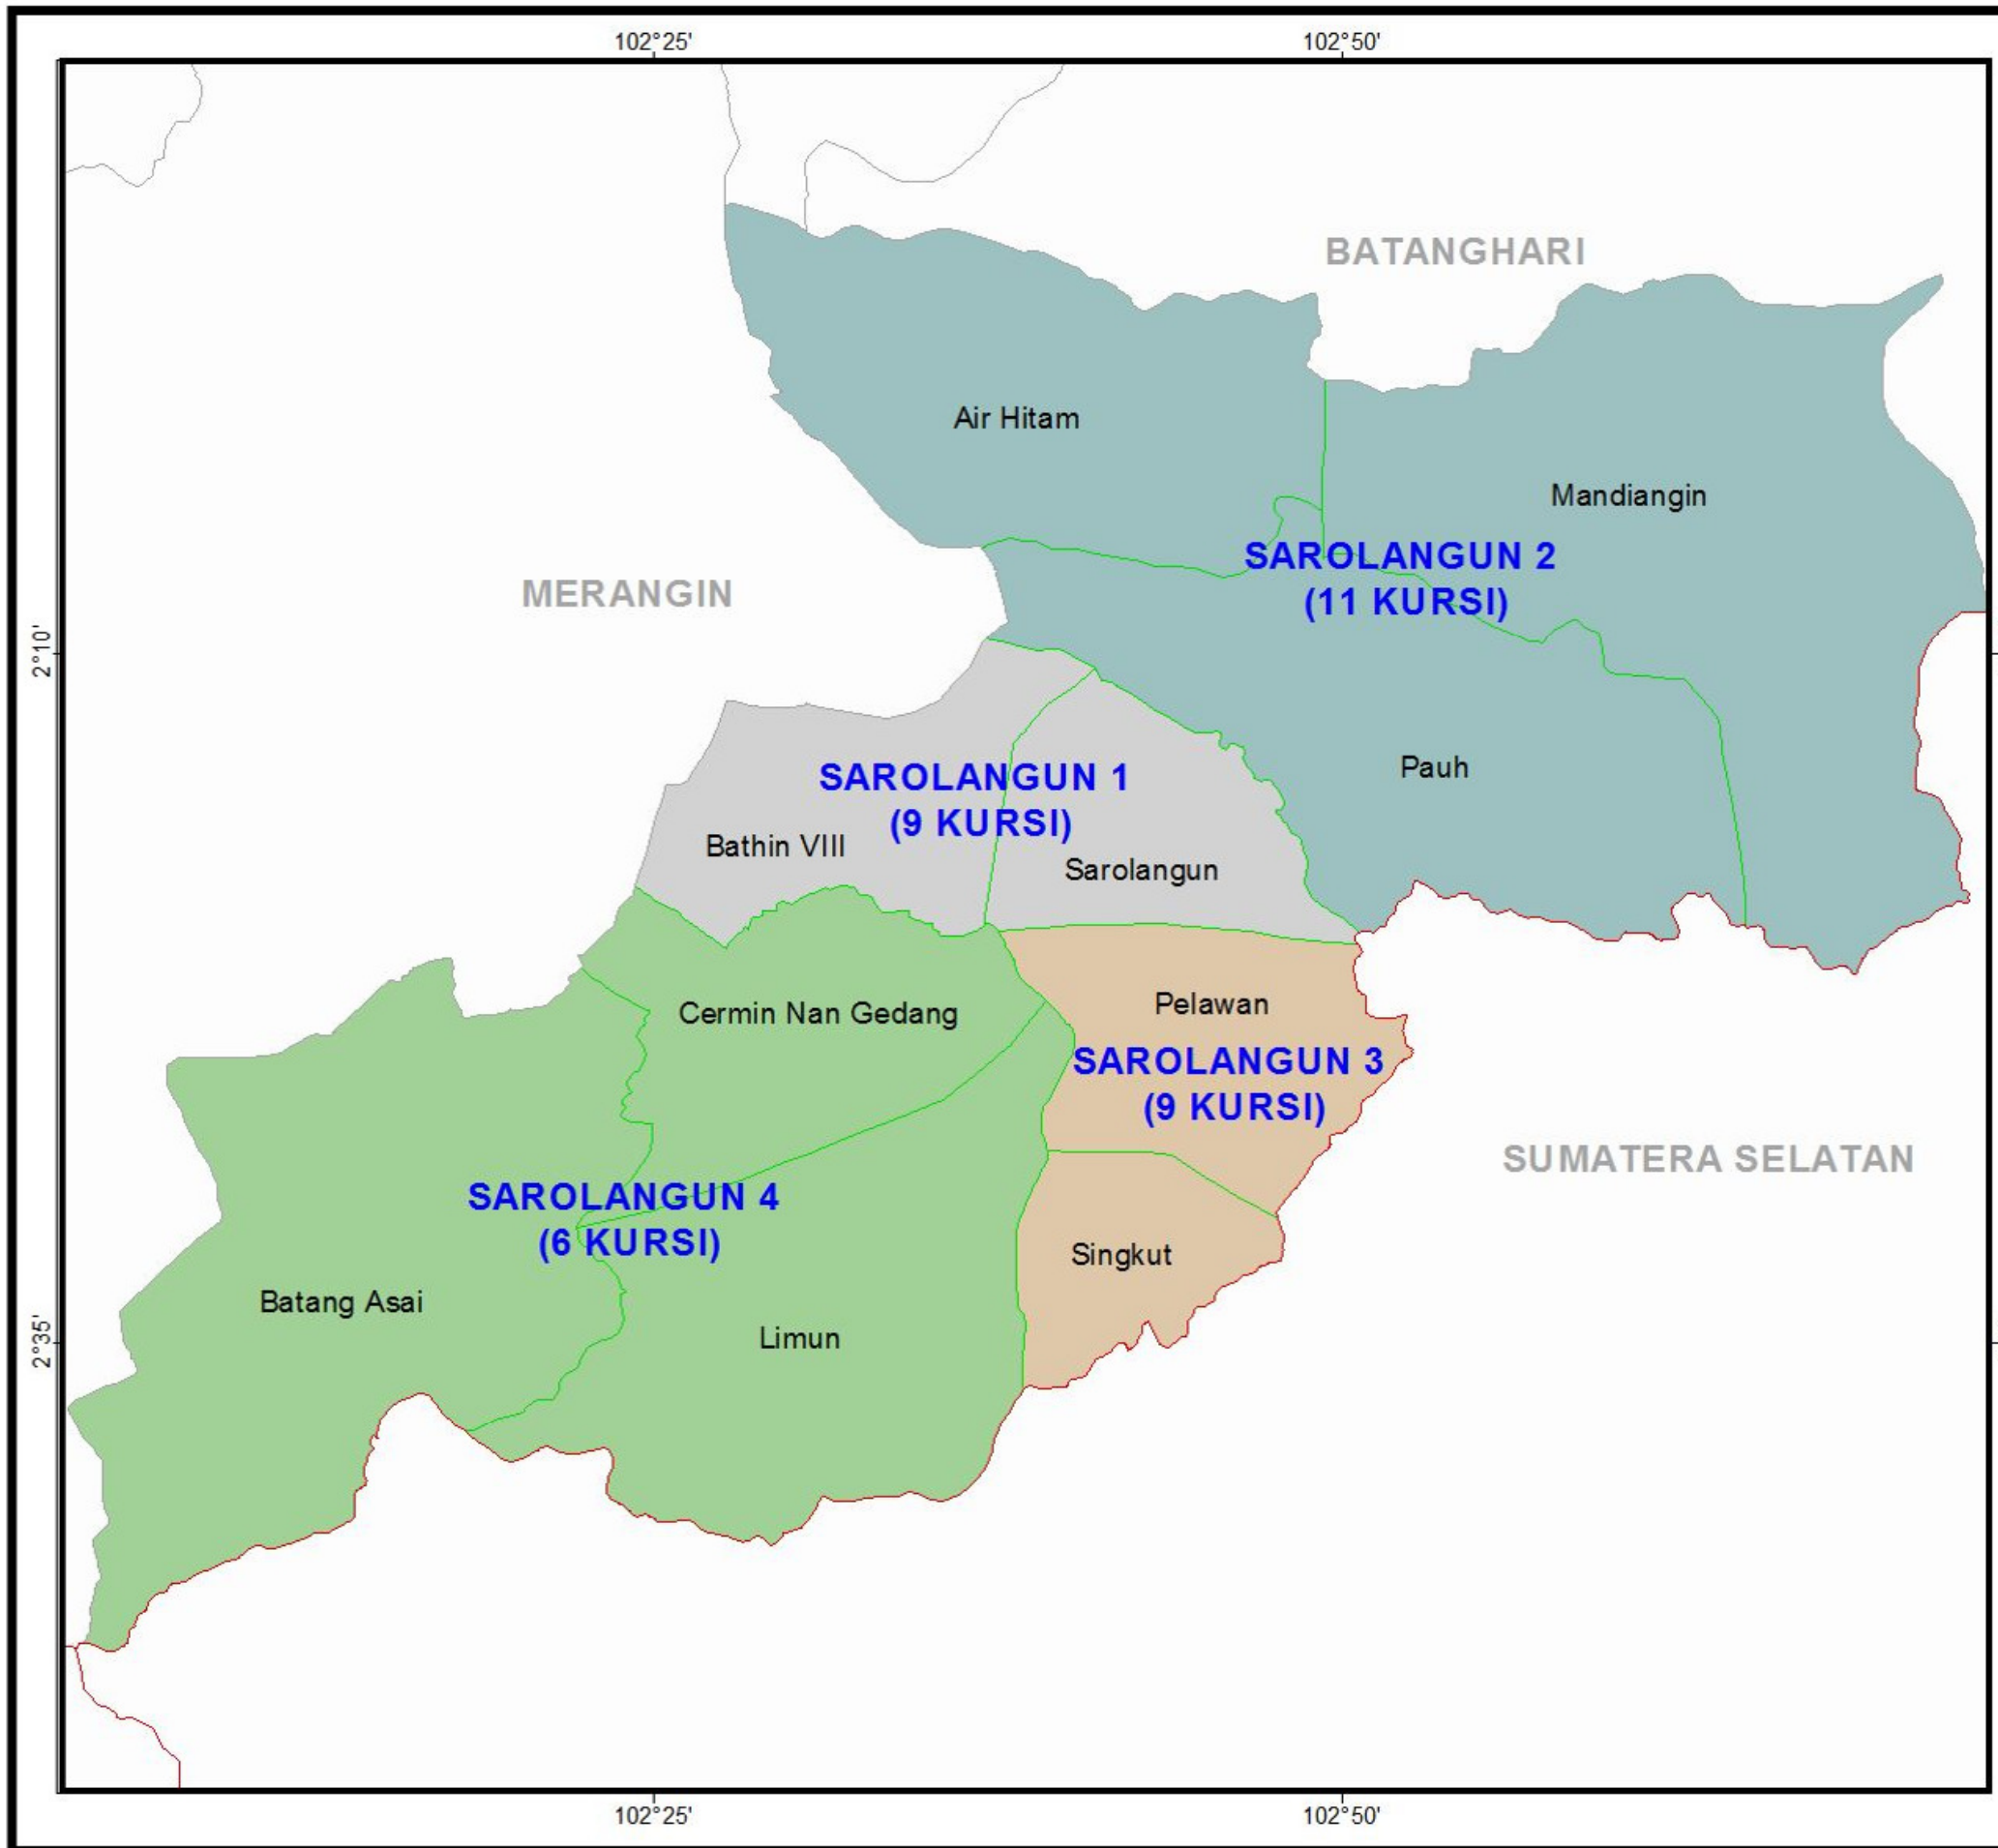 102°25'
102°50'
BATANGHARI
Air Hitam
Mandiangin
SAROLANGUN 2
(11 KURSI)
MERANGIN
2°10'
Pauh
SAROLANGUN 1
(9 KURSI)
Bathin VIII
Sarolangun
Cermin Nan Gedang
Pelawan
SAROLANGUN 3
(9 KURSI)
SUMATERA SELATAN
SAROLANGUN 4
(6 KURSI)
Singkut
Batang Asai
Limun
2°35'
102°25'
102°50'